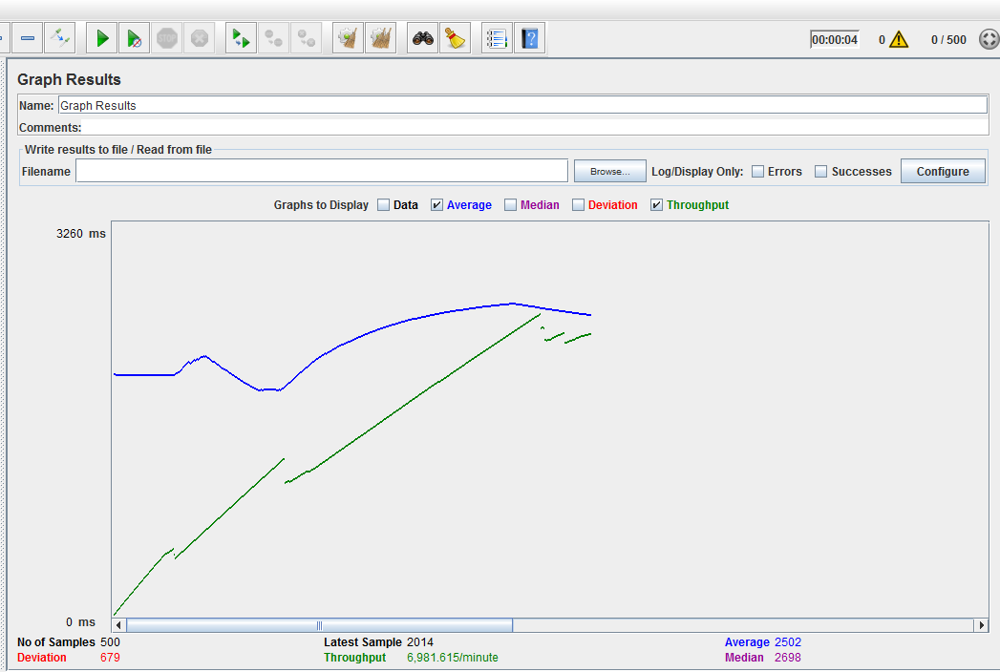 STOP
00:00:04 0 0 / 500
Graph Results
Name: Graph Results
Comments:
Write results to file / Read from file
Filename Browse... Log/Display Only: Errors Successes Configure
Graphs to Display Data Average Median Deviation Throughput
3260 ms
0 ms
No of Samples 500 Latest Sample 2014 Average 2502
Deviation 679 Throughput 6,981.615/minute Median 2698